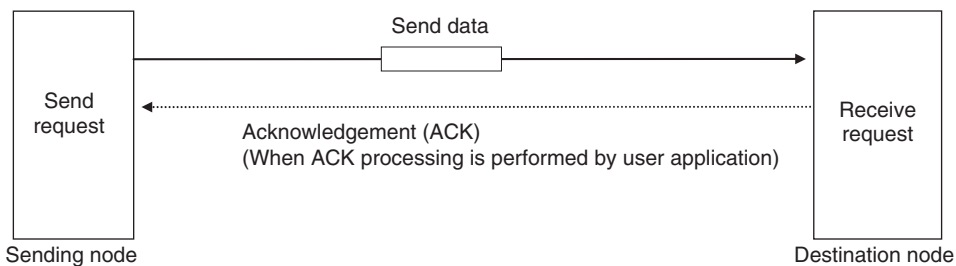 Send data
Send
request
Acknowledgement (ACK)
(When ACK processing is performed by user application)
Receive
request
Sending node
Destination node